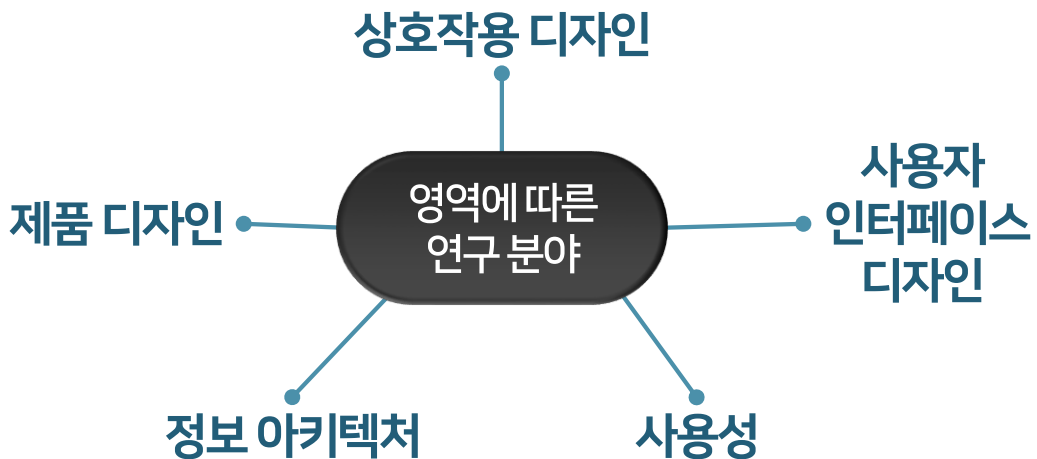 상호작용 디자인
사용자
인터페이스
디자인
제품 디자인
영역에 따른
연구 분야
정보 아키텍처
사용성